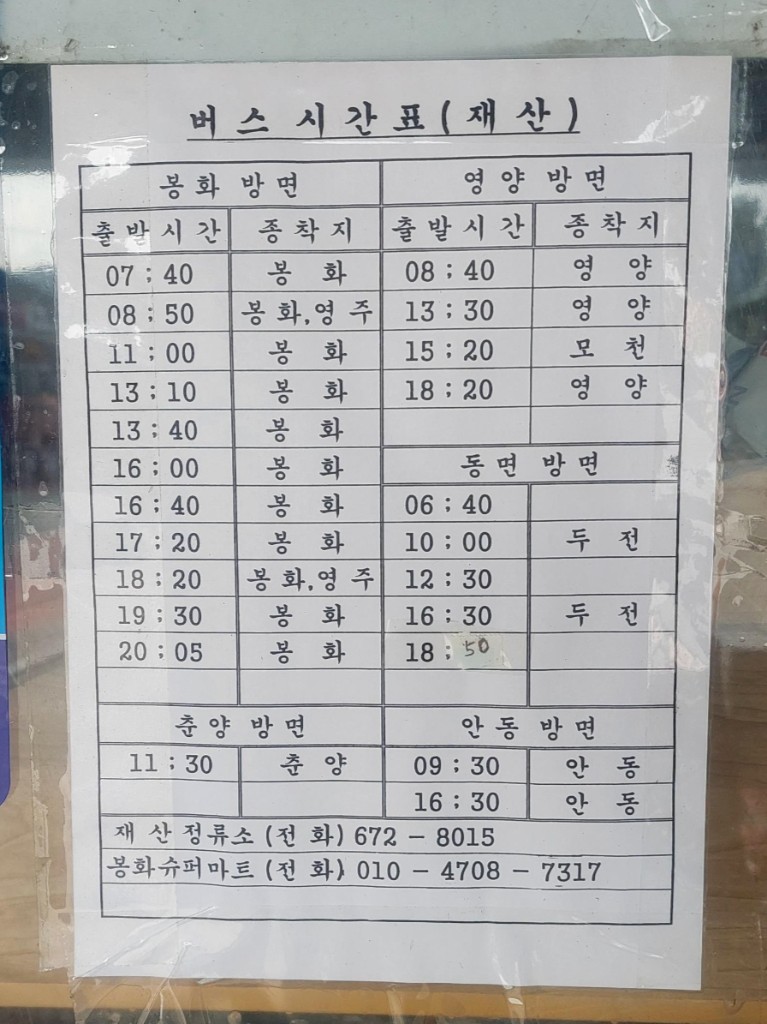 버스 시간표(재산)
봉화 방면 영양 방면
출발시간 종착지 출발시간 종착지
07 ; 40 봉화 08 ; 40 영양
08 ; 50 봉화,영주 13 ; 30 영양
11 ; 00 봉화 15 ; 20 모천
13 ; 10 봉화 18 ; 20 영양
13 ; 40 봉화
16 ; 00 봉화 동면 방면
16 ; 40 봉화 06 ; 40
17 ; 20 봉화 10 ; 00 두전
18 ; 20 봉화,영주 12 ; 30
19 ; 30 봉화 16 ; 30 두전
20 ; 05 봉화 18 ; 50
춘양 방면 안동 방면
11 ; 30 춘양 09 ; 30 안동
16 ; 30 안동
재산정류소 (전화) 672 - 8015
봉화슈퍼마트 (전화) 010 - 4708 - 7317